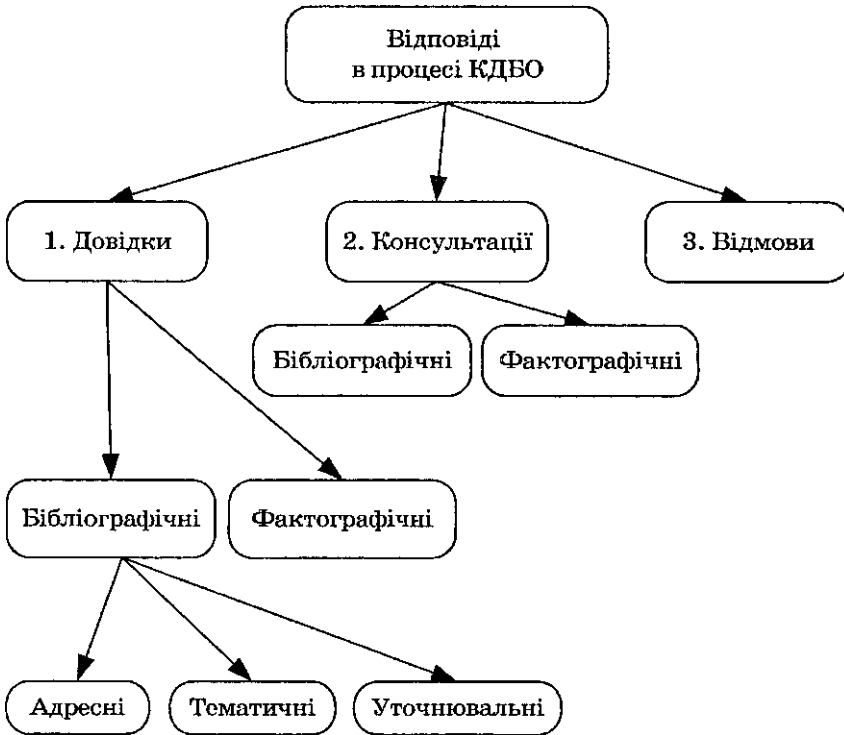 Відповіді
в процесі КДБО
1. Довідки
2. Консультації
3. Відмови
Бібліографічні
Фактографічні
Бібліографічні
Фактографічні
Адресні
Тематичні
Уточнювальні